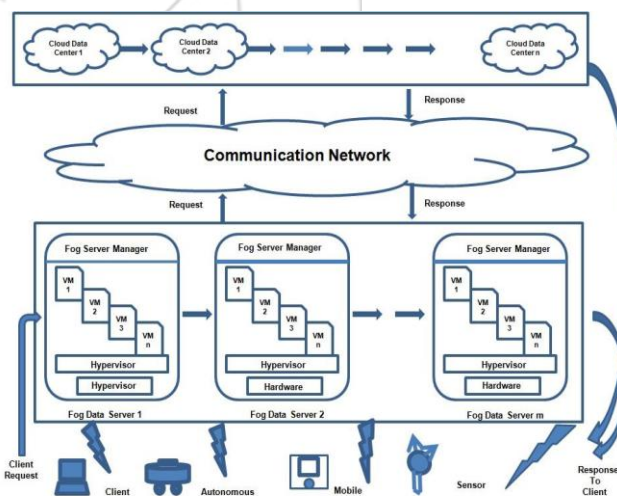 Cloud Data
Center 1
Cloud Data
Center 2
Cloud Data
Center n
Request
Response
Communication Network
Request
Response
Fog Server Manager
VM
1
VM
2
VM
3
VM
n
Hypervisor
Hypervisor
Fog Data Server 1
Fog Server Manager
VM
1
VM
2
VM
3
VM
n
Hypervisor
Hardware
Fog Data Server 2
Fog Server Manager
VM
1
VM
2
VM
3
VM
n
Hypervisor
Hardware
Fog Data Server m
Client
Request
Client
Autonomous
Mobile
Sensor
Response
To
Client